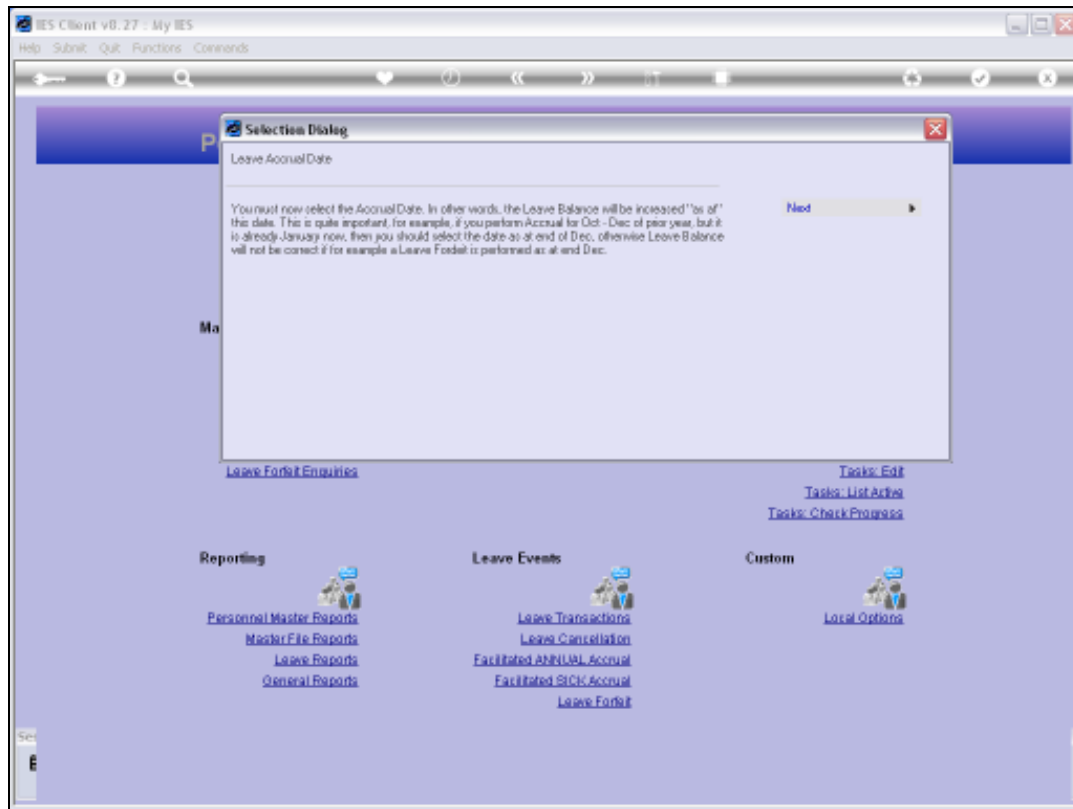 IES Client v8.27 : My IES
Help Submit Quit Functions Commands
Selection Dialog
Leave Accrual Date
You must now select the Accrual Date. In other words, the Leave Balance will be increased "as of"
this date. This is quite important, for example, if you perform Accrual for Oct - Dec of prior year, but it
is already January now, then you should select the date as at end of Dec, otherwise Leave Balance
will not be correct if for example a Leave Forfeit is performed as at end Dec.
Next
P
Ma
Leave Forfeit Enquiries
Tasks: Edit
Tasks: List Active
Tasks: Check Progress
Reporting
Personnel Master Reports
Master File Reports
Leave Reports
General Reports
Leave Events
Leave Transactions
Leave Cancellation
Facilitated ANNUAL Accrual
Facilitated SICK Accrual
Leave Forfeit
Custom
Local Options
Se